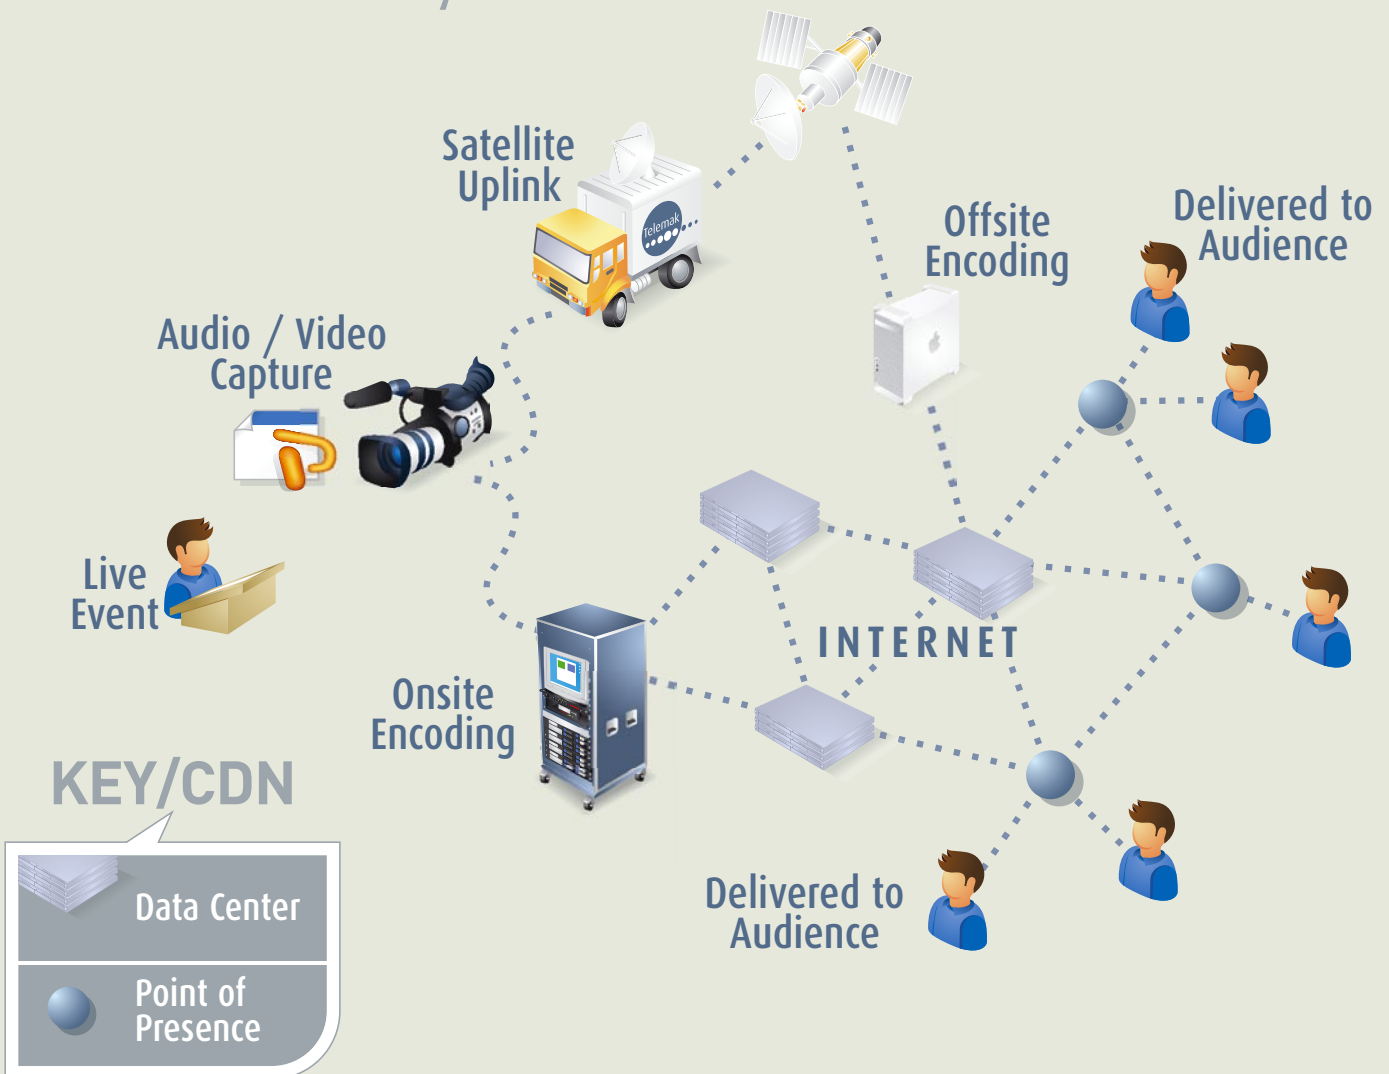 Satellite
Uplink
Telemak
Offsite
Encoding
Delivered to
Audience
Audio / Video
Capture
Live
Event
INTERNET
Onsite
Encoding
KEY/CDN
Data Center
Point of
Presence
Delivered to
Audience